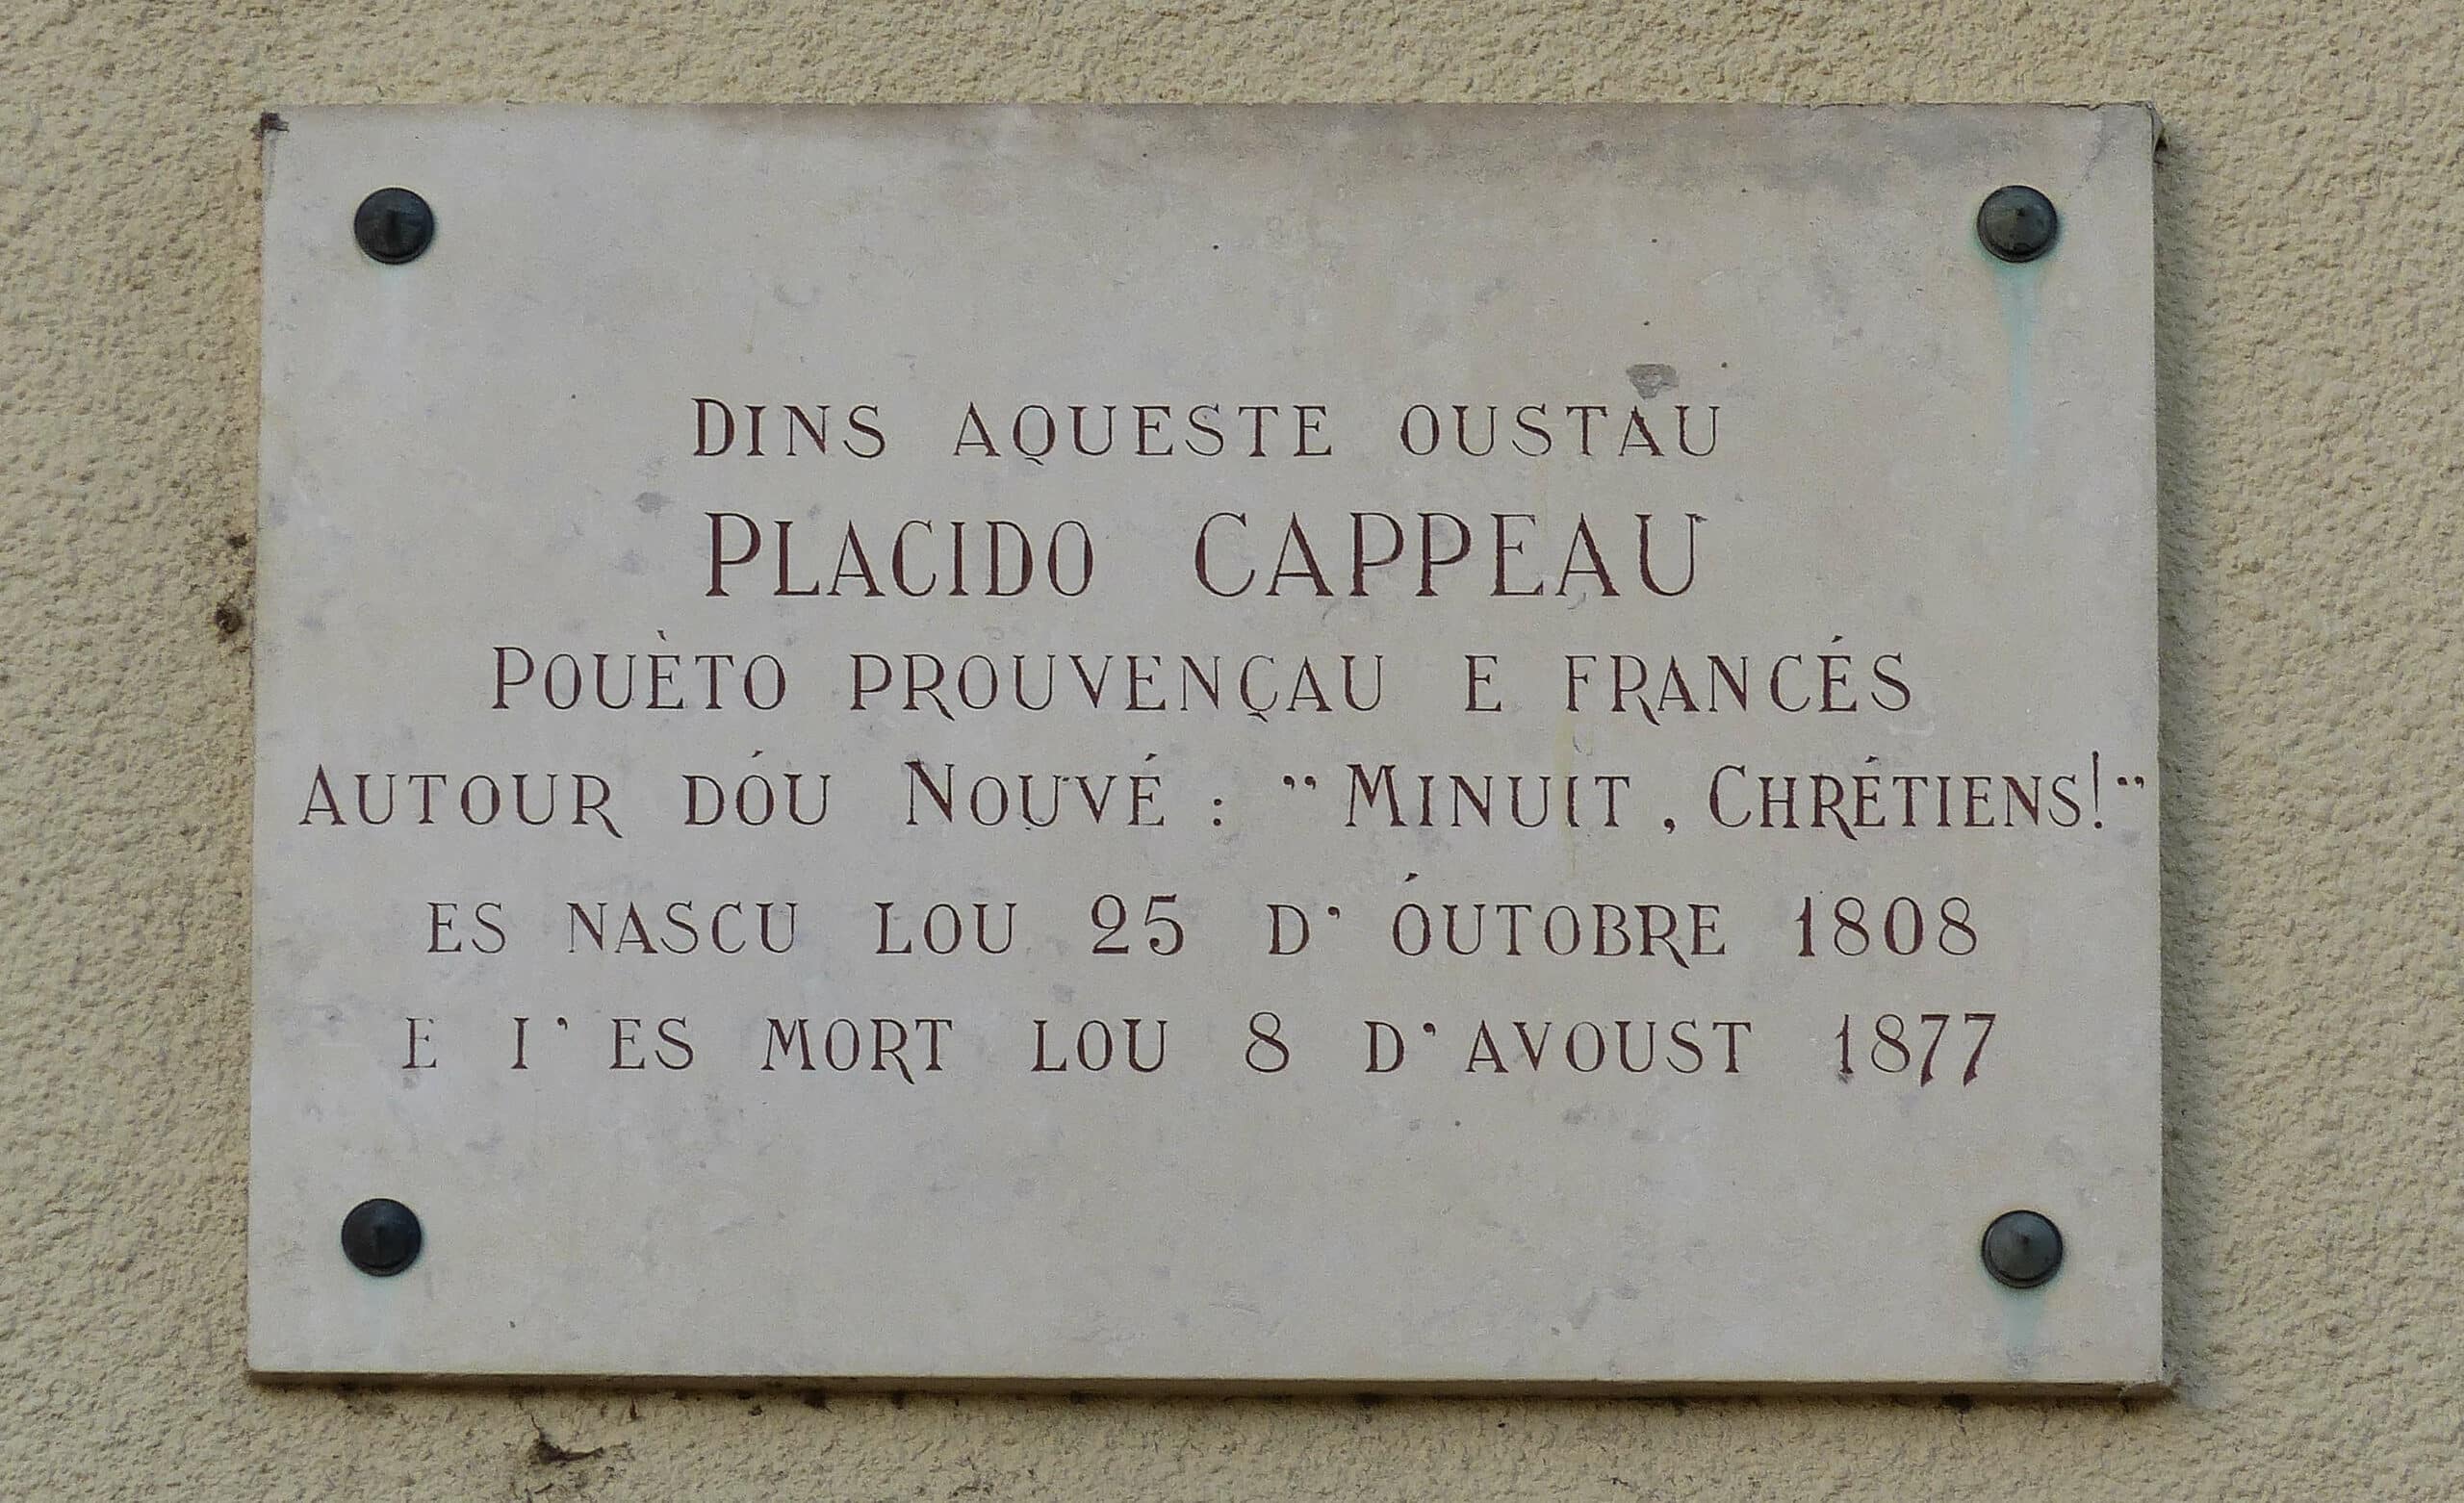 DINS AQUESTE OUSTAU
PLACIDO CAPPEAU
POUÈTO PROUVENÇAU E FRANCÉS
AUTOUR DÓU NOUVÉ : "MINUIT, CHRÉTIENS!"
ES NASCU LOU 25 D'ÓUTOBRE 1808
E I'ES MORT LOU 8 D'AVOUST 1877